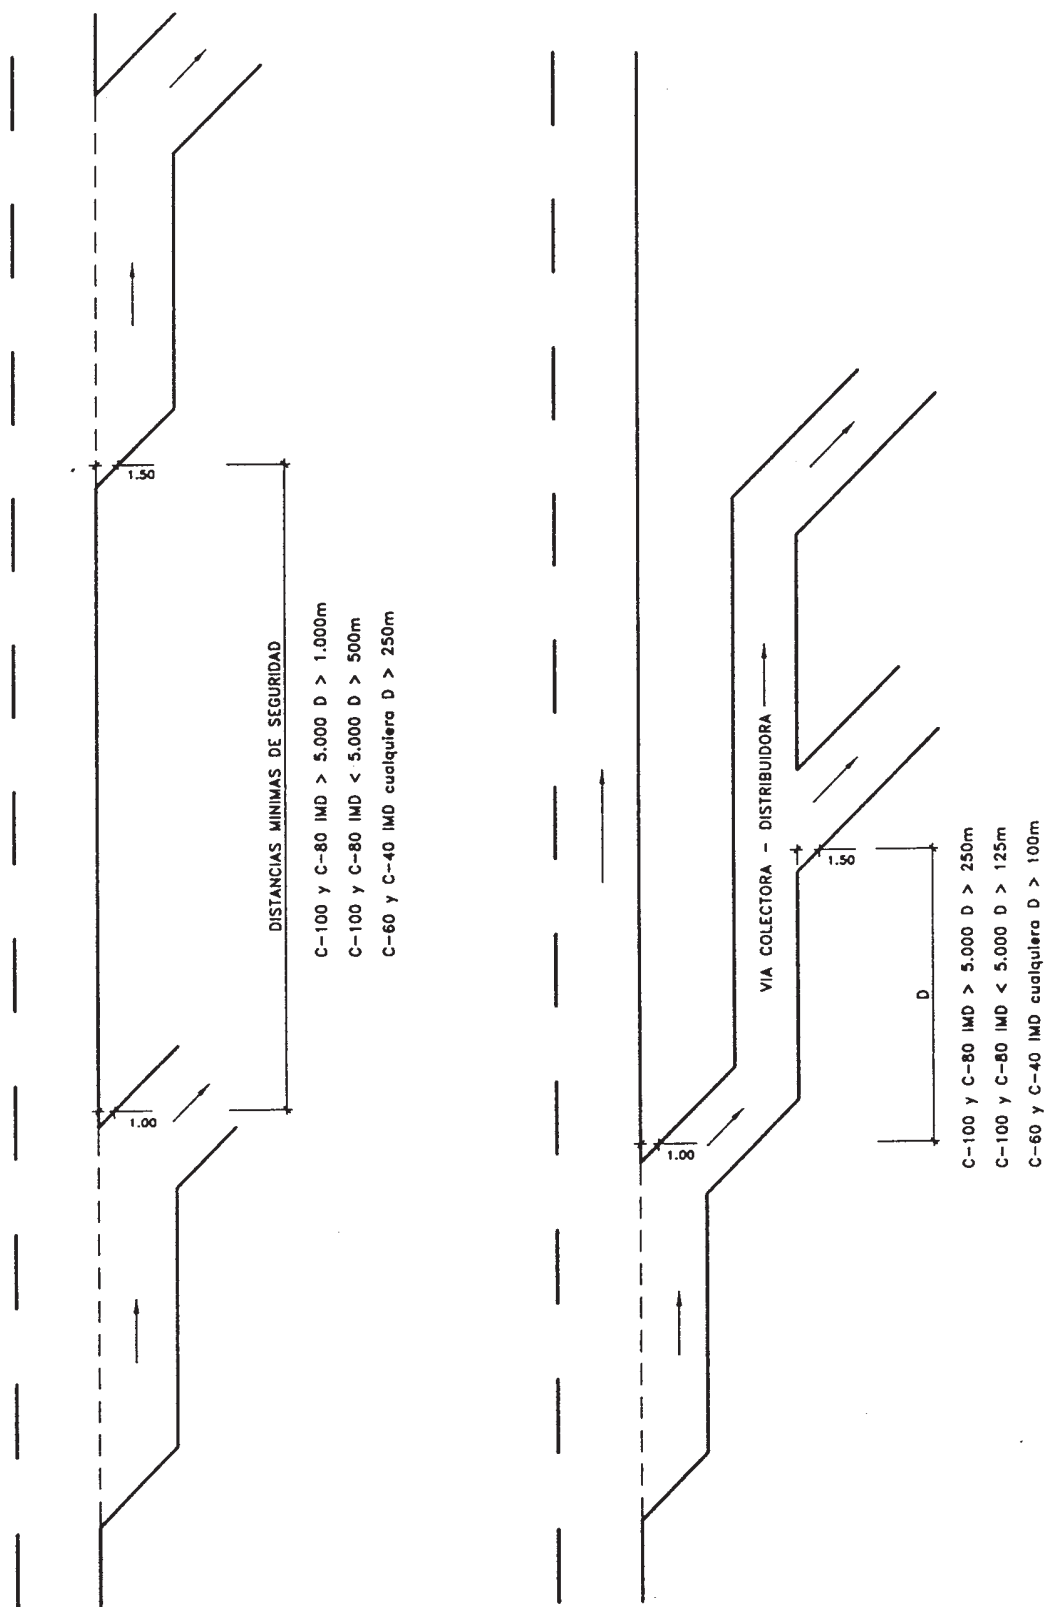 1.50
1.00
DISTANCIAS MINIMAS DE SEGURIDAD
C-100 y C-80 IMD > 5.000 D > 1.000m
C-100 y C-80 IMD < 5.000 D > 500m
C-60 y C-40 IMD cualquiera D > 250m
VIA COLECTORA - DISTRIBUIDORA
1.00
1.50
D
C-100 y C-80 IMD > 5.000 D > 250m
C-100 y C-80 IMD < 5.000 D > 125m
C-60 y C-40 IMD cualquiera D > 100m